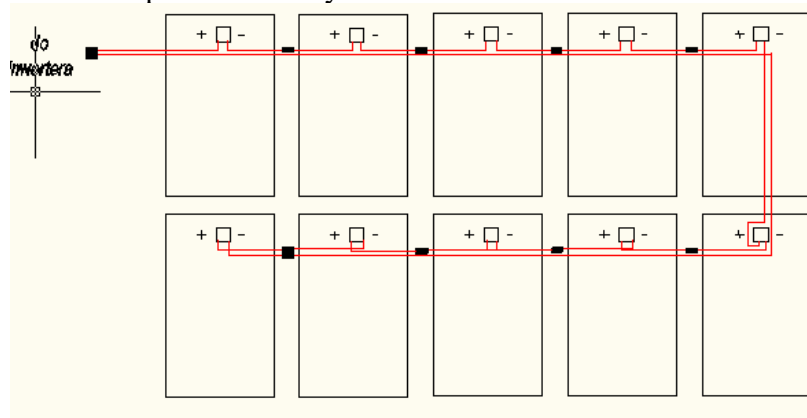 + - + - + - + - + -
do
Inwertera
+ - + - + - + - + -